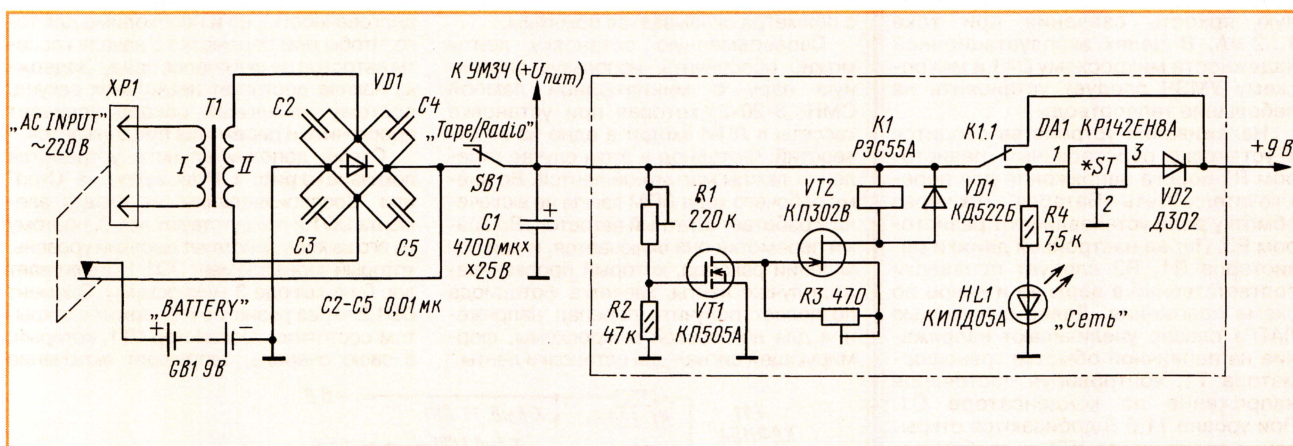 XP1
„AC INPUT"
~220 В
T1
I
II
C2
VD1
C4
C3
C5
C2–C5 0,01 мк
„BATTERY"
+
−
GB1 9В
К УМЗЧ (+Uпит)
„Tape/Radio"
SB1
C1
4700 мк×
×25В
+
R1
220 к
R2
47к
VT1
КП505А
VT2
КП302В
R3 470
K1
РЭС55А
K1.1
VD1
КД522Б
R4
7,5 к
HL1
КИПД05А
„Сеть"
DA1 КР142ЕН8А
1
*ST
3
2
VD2
Д302
+9 В